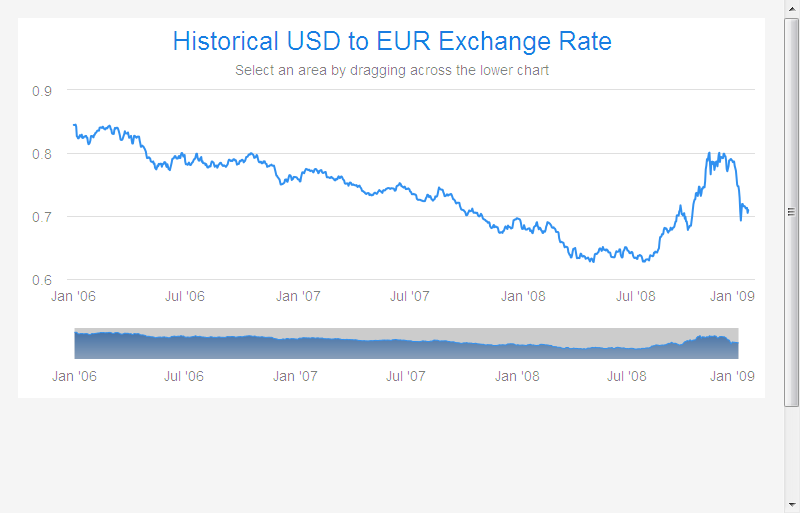 Historical USD to EUR Exchange Rate
Select an area by dragging across the lower chart
0.9
0.8
0.7
0.6
Jan '06 Jul '06 Jan '07 Jul '07 Jan '08 Jul '08 Jan '09
Jan '06 Jul '06 Jan '07 Jul '07 Jan '08 Jul '08 Jan '09